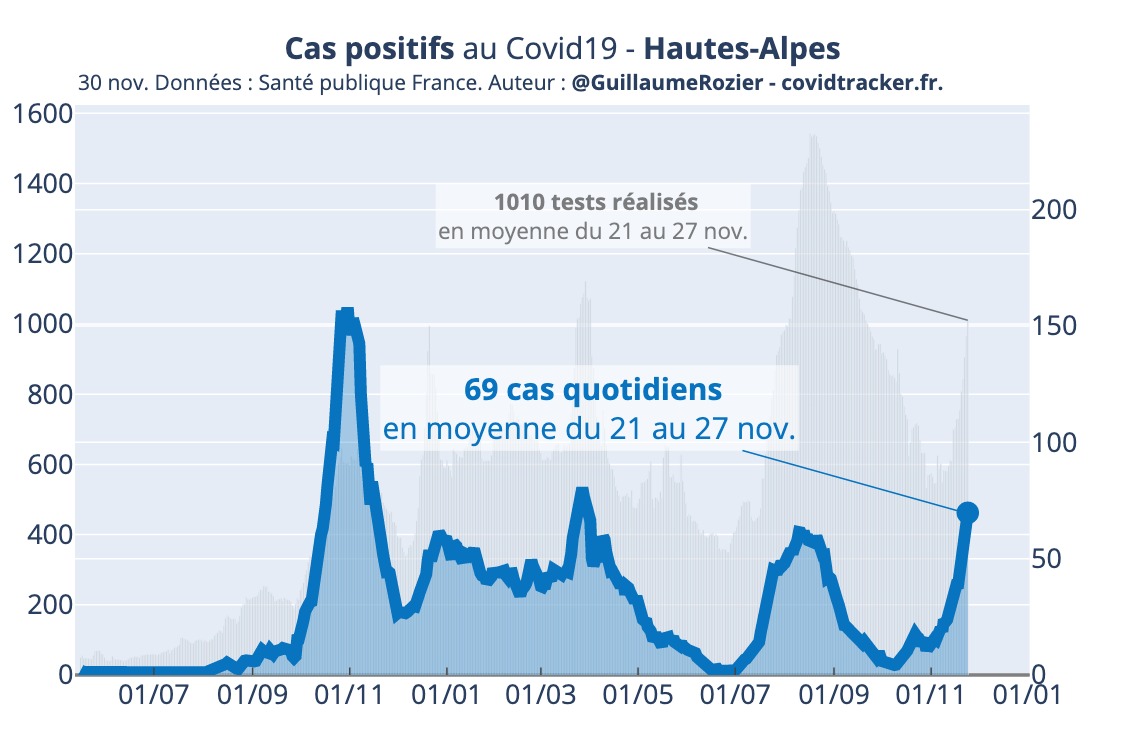 Cas positifs au Covid19 - Hautes-Alpes
30 nov. Données : Santé publique France. Auteur : @GuillaumeRozier - covidtracker.fr.
1600
1400
1200
1000
800
600
400
200
0
1010 tests réalisés
en moyenne du 21 au 27 nov.
69 cas quotidiens
en moyenne du 21 au 27 nov.
200
150
100
50
0
01/07 01/09 01/11 01/01 01/03 01/05 01/07 01/09 01/11 01/01